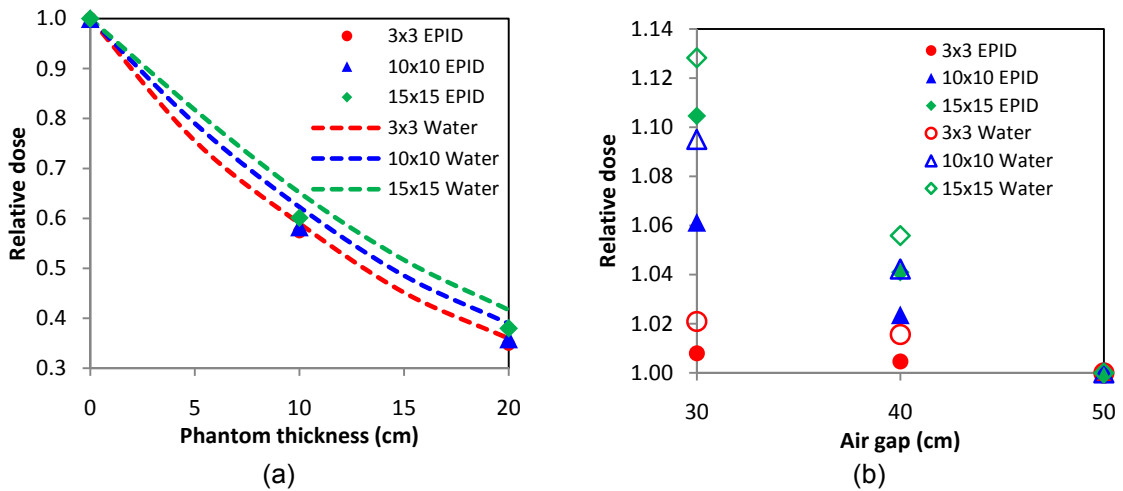 1.0
0.9
0.8
0.7
0.6
0.5
0.4
0.3
Relative dose
0
5
10
15
20
Phantom thickness (cm)
3x3 EPID
10x10 EPID
15x15 EPID
3x3 Water
10x10 Water
15x15 Water
(a)
1.14
1.12
1.10
1.08
1.06
1.04
1.02
1.00
Relative dose
30
40
50
Air gap (cm)
3x3 EPID
10x10 EPID
15x15 EPID
3x3 Water
10x10 Water
15x15 Water
(b)